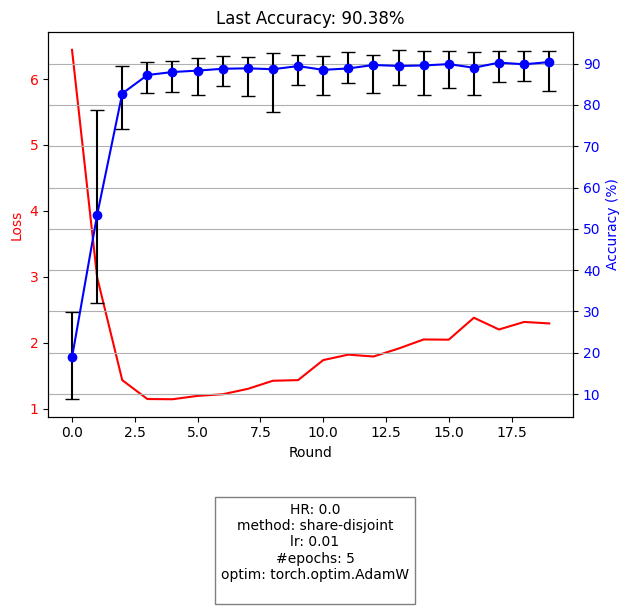 Last Accuracy: 90.38%
6
5
4
3
2
1
Loss
90
80
70
60
50
40
30
20
10
Accuracy (%)
0.0 2.5 5.0 7.5 10.0 12.5 15.0 17.5
Round
HR: 0.0
method: share-disjoint
lr: 0.01
#epochs: 5
optim: torch.optim.AdamW